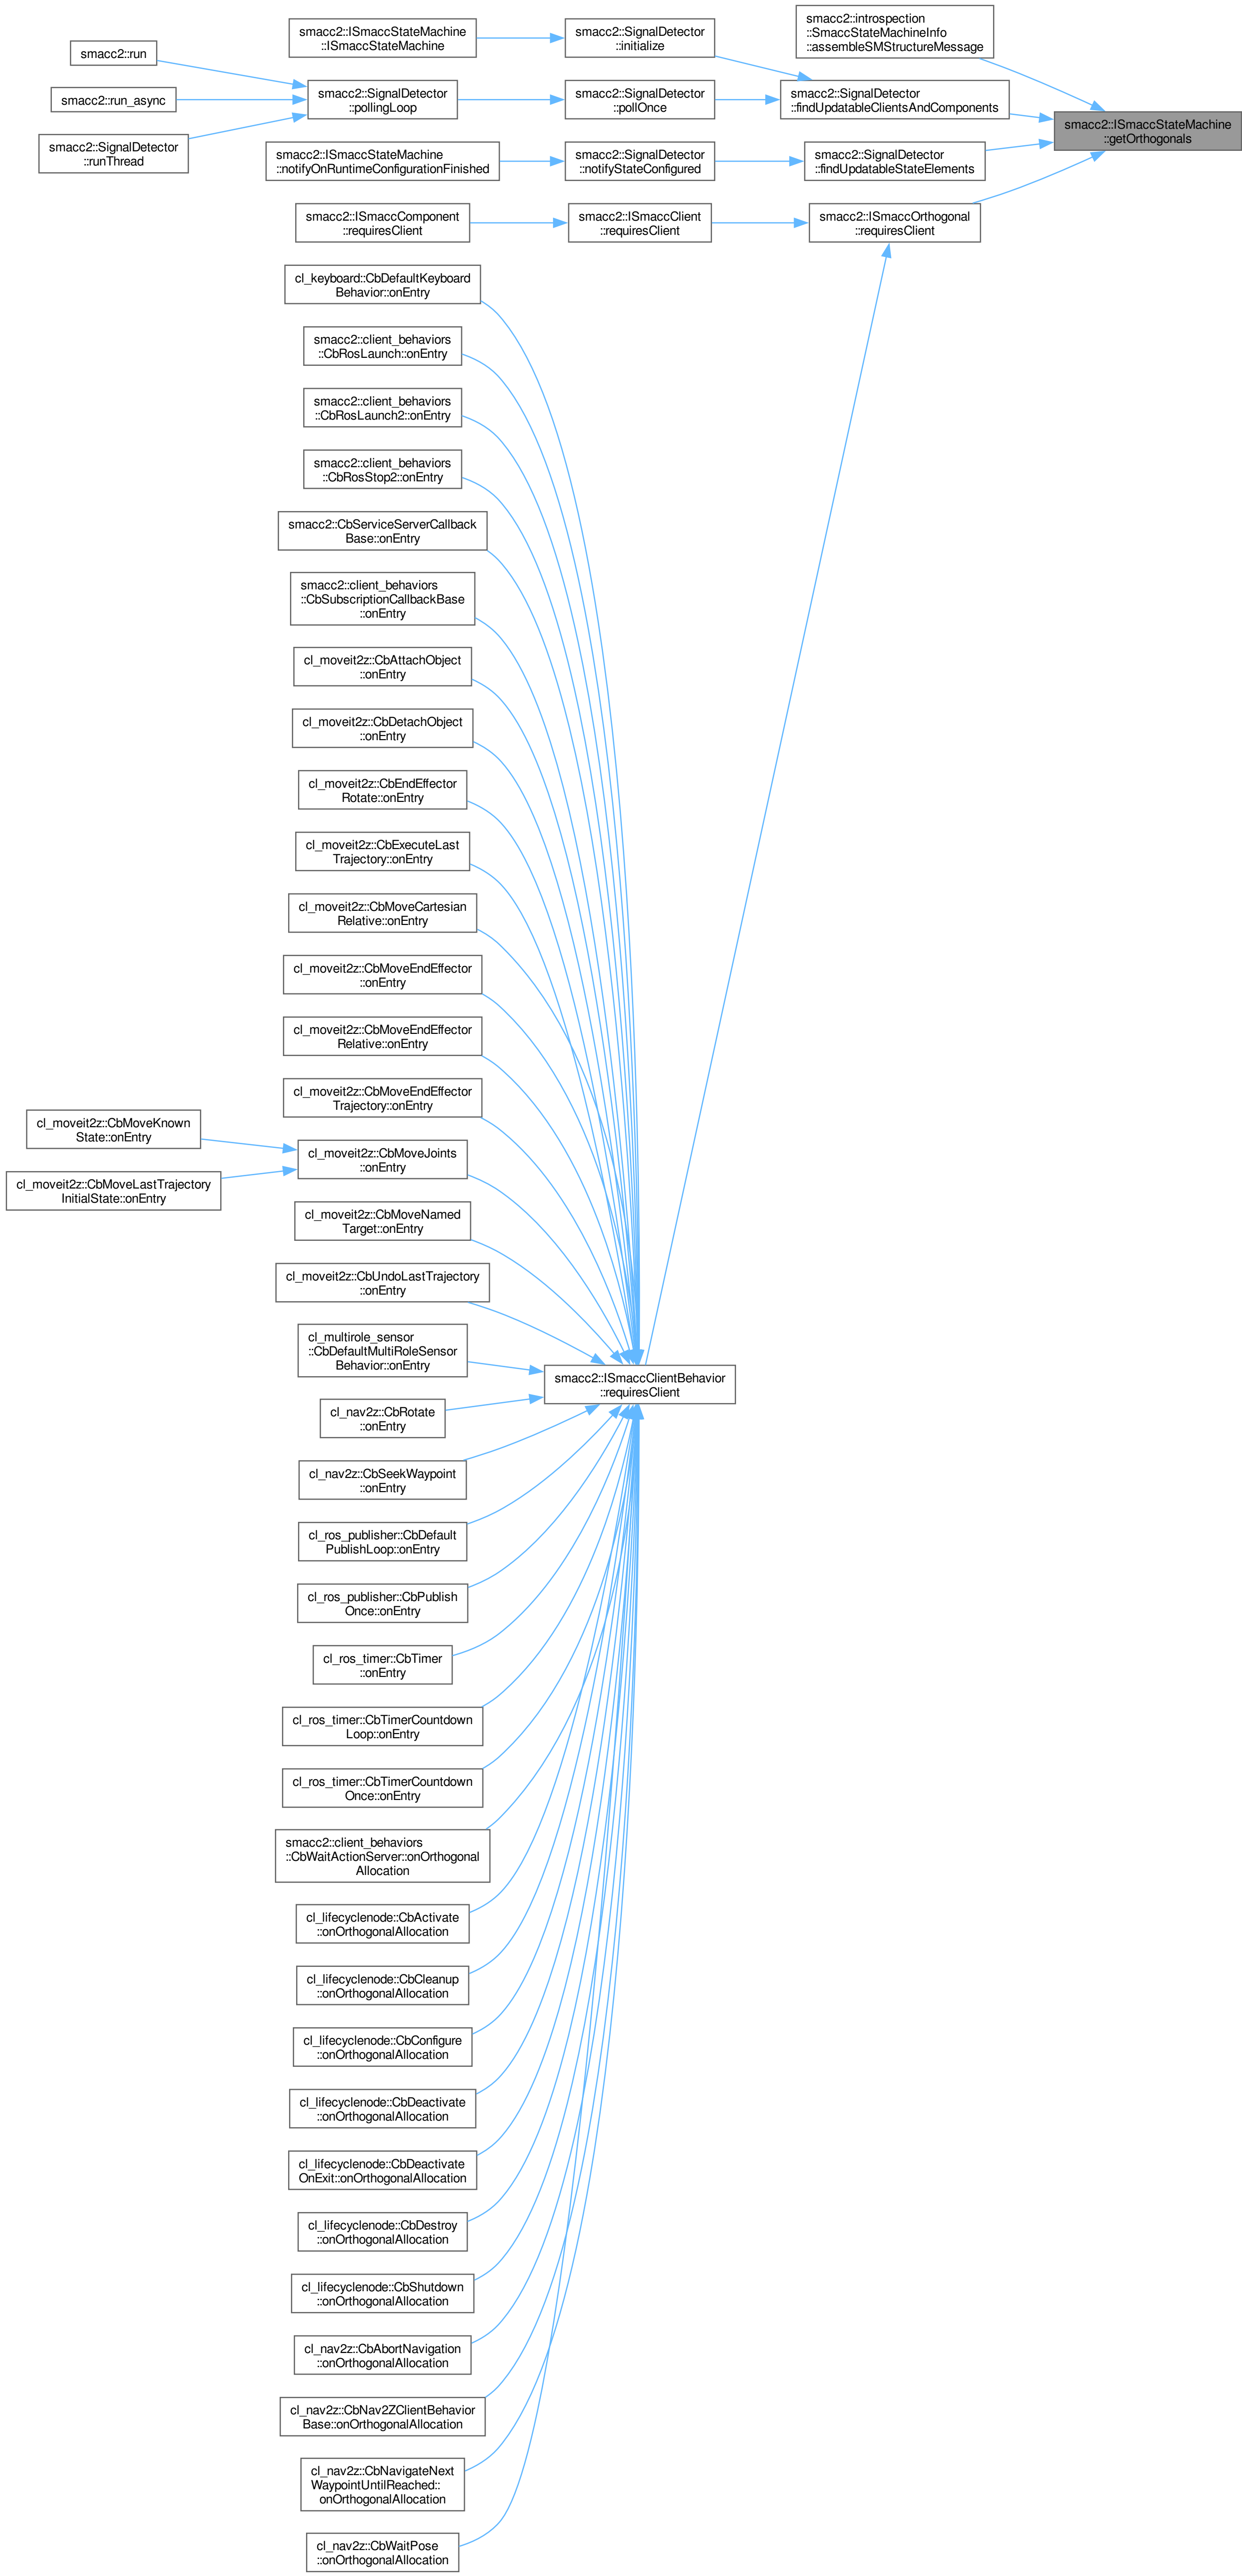 smacc2::introspection
::SmaccStateMachineInfo
::assembleSMStructureMessage
smacc2::ISmaccStateMachine
::ISmaccStateMachine
smacc2::SignalDetector
::initialize
smacc2::run
smacc2::SignalDetector
::pollingLoop
smacc2::SignalDetector
::pollOnce
smacc2::SignalDetector
::findUpdatableClientsAndComponents
smacc2::run_async
smacc2::ISmaccStateMachine
::getOrthogonals
smacc2::SignalDetector
::runThread
smacc2::ISmaccStateMachine
::notifyOnRuntimeConfigurationFinished
smacc2::SignalDetector
::notifyStateConfigured
smacc2::SignalDetector
::findUpdatableStateElements
smacc2::ISmaccComponent
::requiresClient
smacc2::ISmaccClient
::requiresClient
smacc2::ISmaccOrthogonal
::requiresClient
cl_keyboard::CbDefaultKeyboard
Behavior::onEntry
smacc2::client_behaviors
::CbRosLaunch::onEntry
smacc2::client_behaviors
::CbRosLaunch2::onEntry
smacc2::client_behaviors
::CbRosStop2::onEntry
smacc2::CbServiceServerCallback
Base::onEntry
smacc2::client_behaviors
::CbSubscriptionCallbackBase
::onEntry
cl_moveit2z::CbAttachObject
::onEntry
cl_moveit2z::CbDetachObject
::onEntry
cl_moveit2z::CbEndEffector
Rotate::onEntry
cl_moveit2z::CbExecuteLast
Trajectory::onEntry
cl_moveit2z::CbMoveCartesian
Relative::onEntry
cl_moveit2z::CbMoveEndEffector
::onEntry
cl_moveit2z::CbMoveEndEffector
Relative::onEntry
cl_moveit2z::CbMoveEndEffector
Trajectory::onEntry
cl_moveit2z::CbMoveKnown
State::onEntry
cl_moveit2z::CbMoveJoints
::onEntry
cl_moveit2z::CbMoveLastTrajectory
InitialState::onEntry
cl_moveit2z::CbMoveNamed
Target::onEntry
cl_moveit2z::CbUndoLastTrajectory
::onEntry
cl_multirole_sensor
::CbDefaultMultiRoleSensor
Behavior::onEntry
smacc2::ISmaccClientBehavior
::requiresClient
cl_nav2z::CbRotate
::onEntry
cl_nav2z::CbSeekWaypoint
::onEntry
cl_ros_publisher::CbDefault
PublishLoop::onEntry
cl_ros_publisher::CbPublish
Once::onEntry
cl_ros_timer::CbTimer
::onEntry
cl_ros_timer::CbTimerCountdown
Loop::onEntry
cl_ros_timer::CbTimerCountdown
Once::onEntry
smacc2::client_behaviors
::CbWaitActionServer::onOrthogonal
Allocation
cl_lifecyclenode::CbActivate
::onOrthogonalAllocation
cl_lifecyclenode::CbCleanup
::onOrthogonalAllocation
cl_lifecyclenode::CbConfigure
::onOrthogonalAllocation
cl_lifecyclenode::CbDeactivate
::onOrthogonalAllocation
cl_lifecyclenode::CbDeactivate
OnExit::onOrthogonalAllocation
cl_lifecyclenode::CbDestroy
::onOrthogonalAllocation
cl_lifecyclenode::CbShutdown
::onOrthogonalAllocation
cl_nav2z::CbAbortNavigation
::onOrthogonalAllocation
cl_nav2z::CbNav2ZClientBehavior
Base::onOrthogonalAllocation
cl_nav2z::CbNavigateNext
WaypointUntilReached::
onOrthogonalAllocation
cl_nav2z::CbWaitPose
::onOrthogonalAllocation